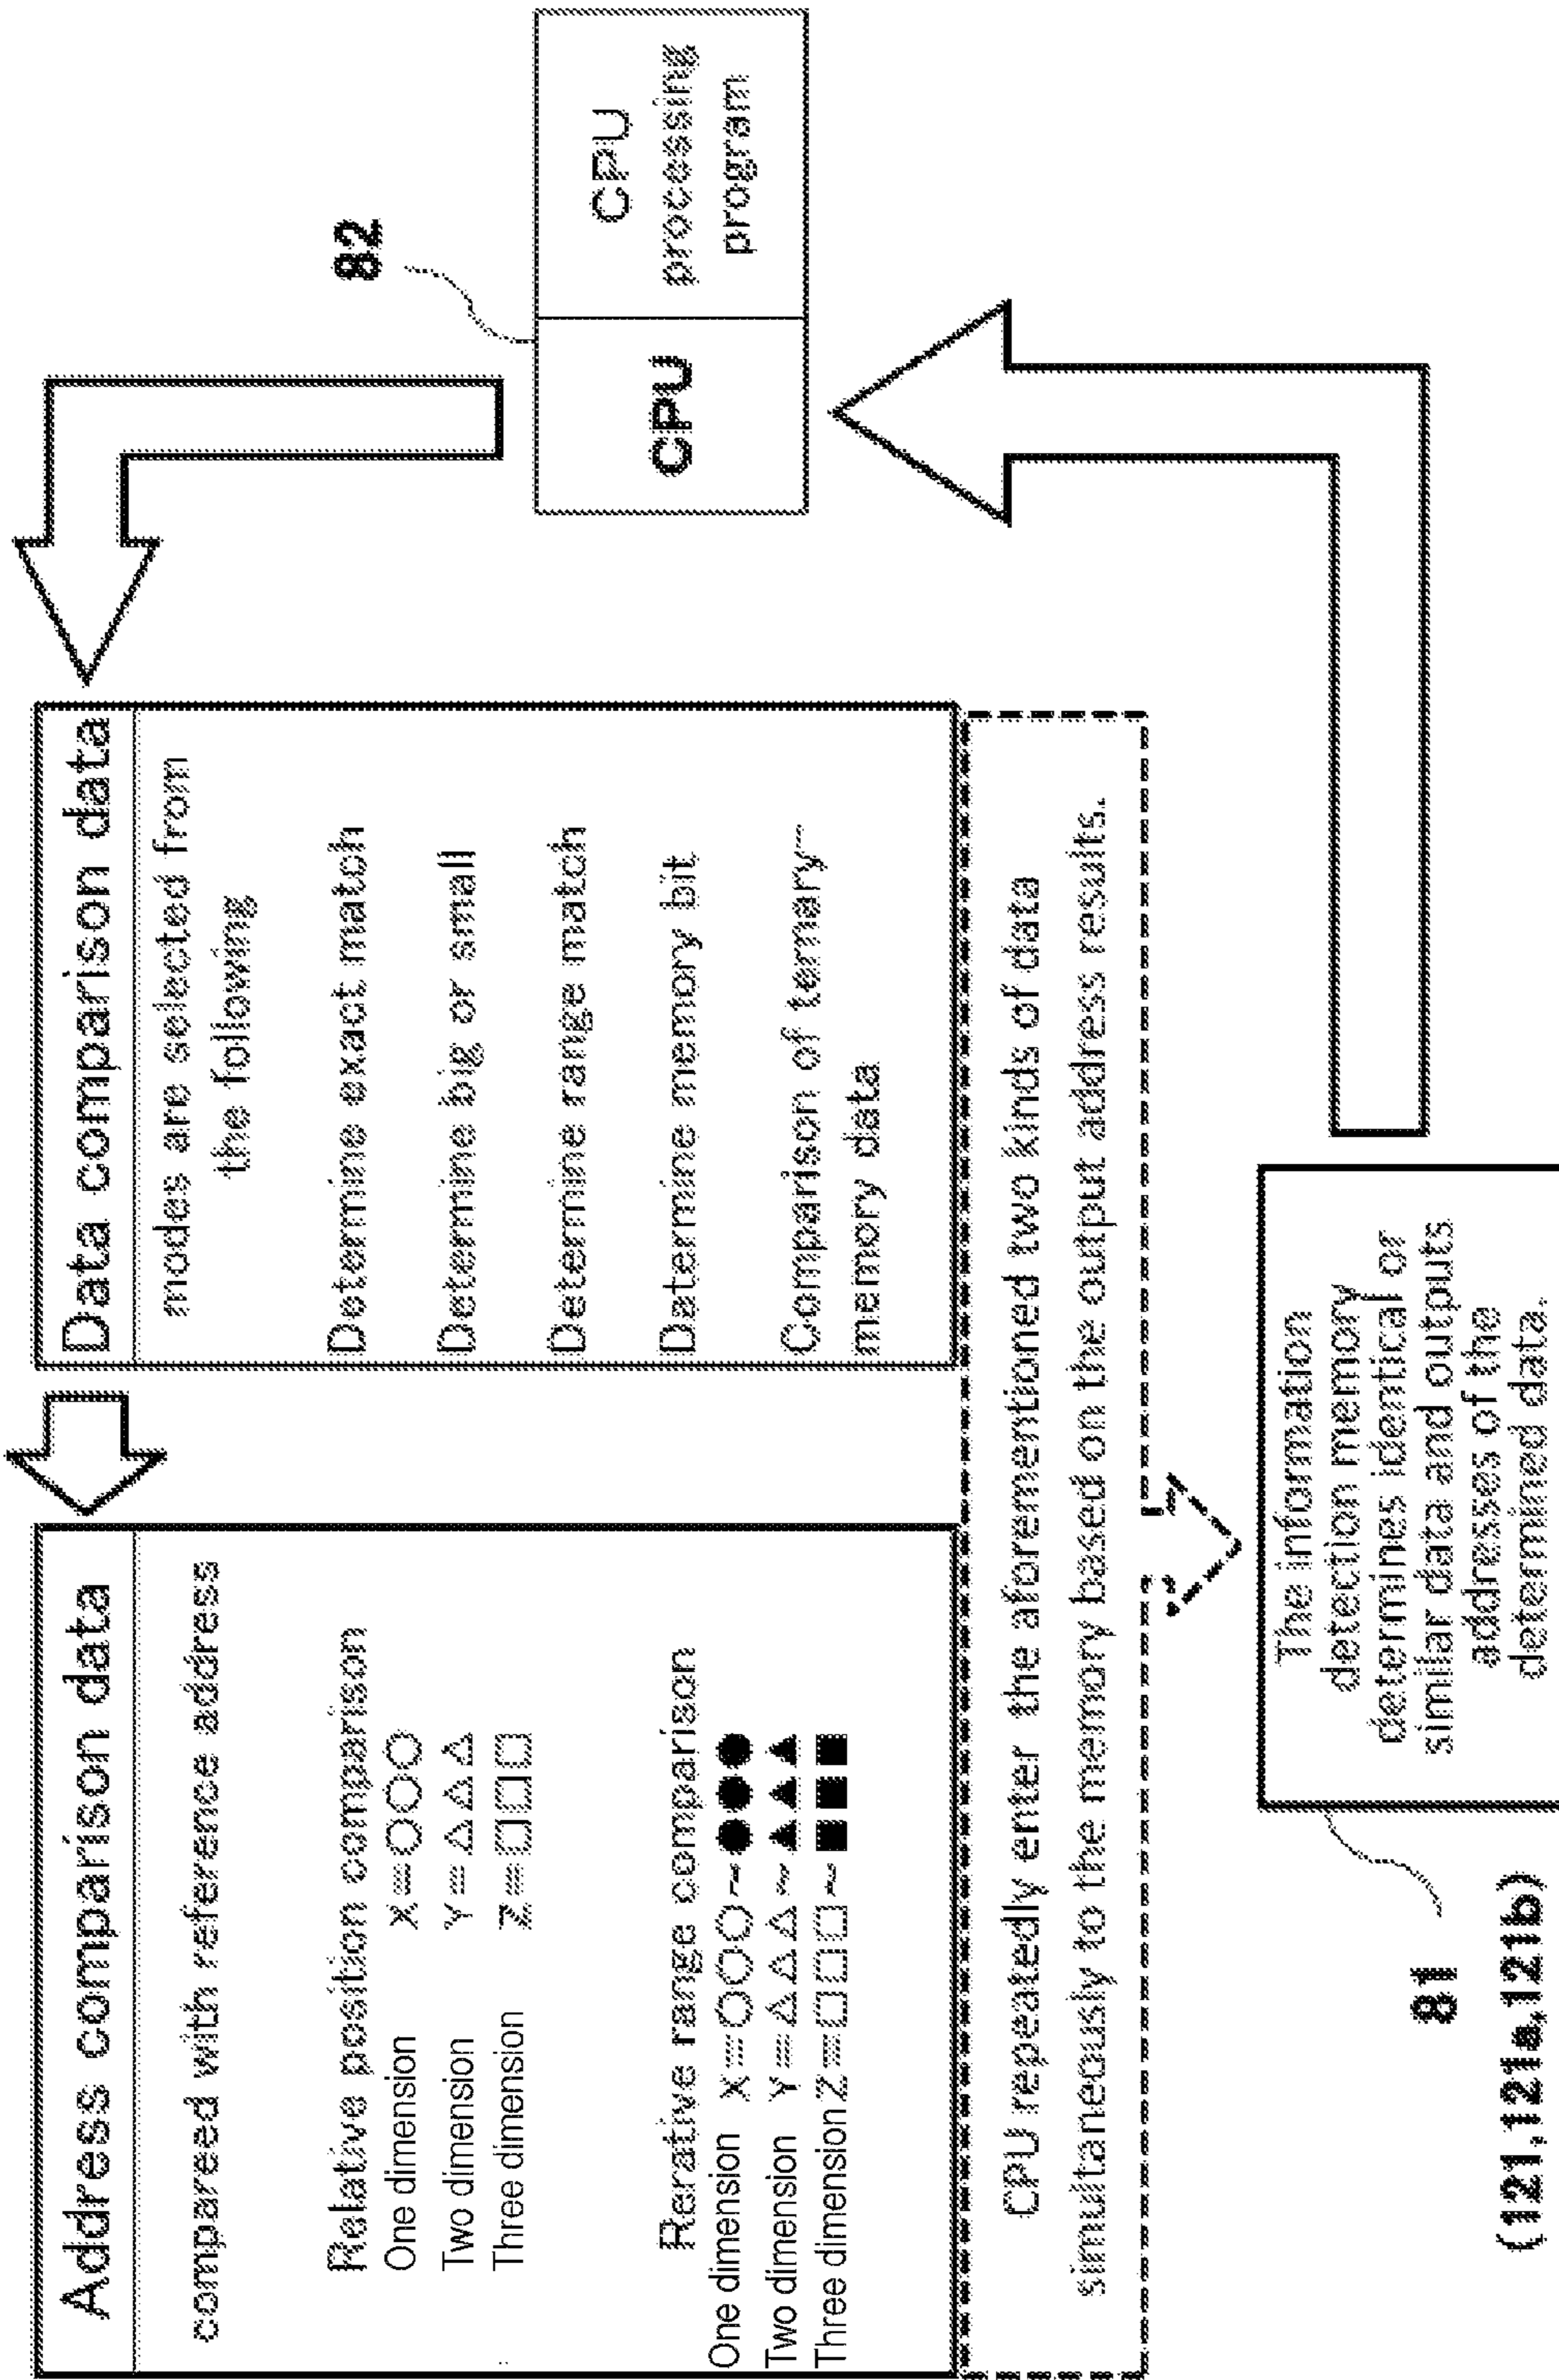 Address comparison data
compared with reference address
Relative position comparison
One dimension X=○○○
Two dimension Y=△△△
Three dimension Z=□□□
Rerative range comparison
One dimension X=○○○~●●●
Two dimension Y=△△△~▲▲▲
Three dimension Z=□□□~■■■
Data comparison data
modes are selected from
the following
Determine exact match
Determine big or small
Determine range match
Datermine memory bit
Comparison of ternary
memory data
CPU repeatedly enter the aforementioned two kinds of data
simultaneously to the memory based on the output address results.
82
CPU
CPU
processing
program
The information
detection memory
determines identical or
similar data and outputs
addresses of the
determined data.
81
(121,121a,121b)